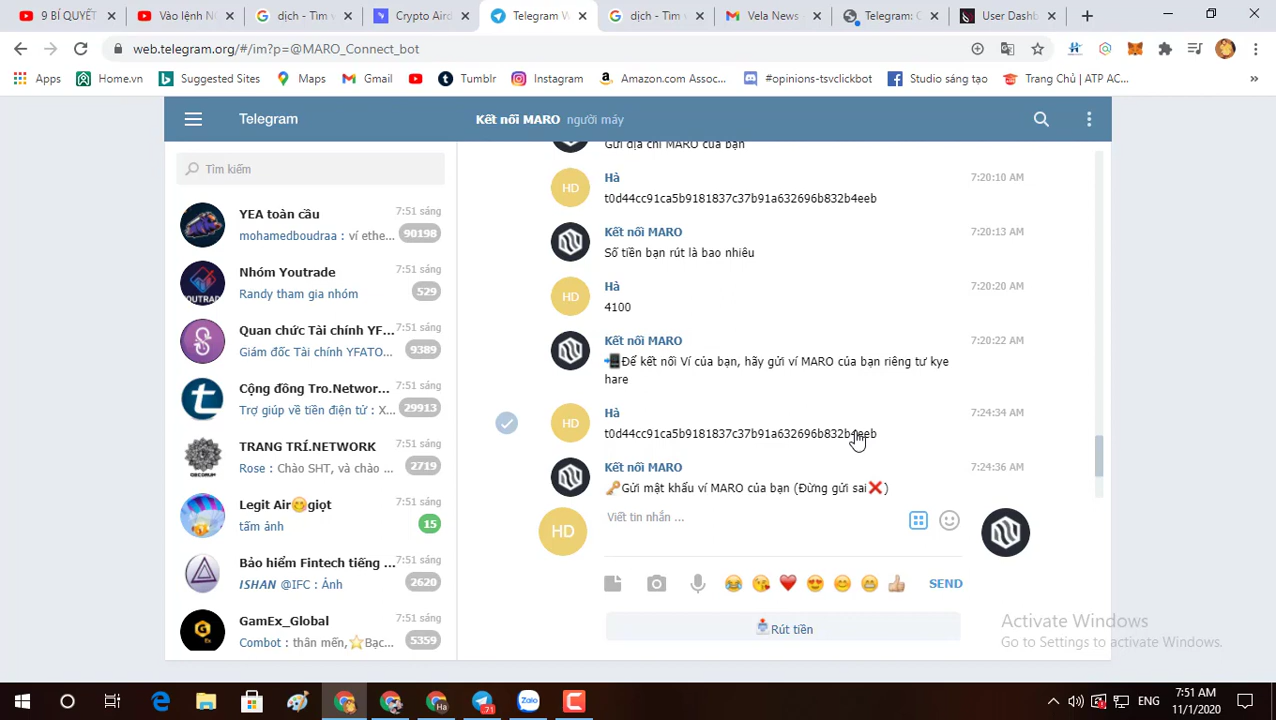 9 BÍ QUYẾT
Vào lệnh NC
dịch - Tìm v
Crypto Aird
Telegram W
dịch - Tìm v
Vela News
Telegram: C
User Dashb
web.telegram.org/#/im?p=@MARO_Connect_bot
Apps
Home.vn
Suggested Sites
Maps
Gmail
Tumblr
Instagram
Amazon.com Assoc...
#opinions-tsvclickbot
Studio sáng tạo
Trang Chủ | ATP AC...
Telegram
Kết nối MARO người máy
Tìm kiếm
YEA toàn cầu 7:51 sáng
mohamedboudraa : ví ethe... 90198
Nhóm Youtrade 7:51 sáng
Randy tham gia nhóm 529
Quan chức Tài chính YF... 7:51 sáng
Giám đốc Tài chính YFATO... 9389
Cộng đồng Tro.Networ... 7:51 sáng
Trợ giúp về tiền điện tử : X... 29913
TRANG TRÍ.NETWORK 7:51 sáng
Rose : Chào SHT, và chào ... 2719
Legit Air🤗giọt 7:51 sáng
tấm ảnh 15
Bảo hiểm Fintech tiếng ... 7:51 sáng
ISHAN @IFC : Ảnh 2620
GamEx_Global 7:51 sáng
Combot : thân mến,⭐Bạc... 5359
Gửi địa chỉ MARO của bạn
HD
Hà 7:20:10 AM
t0d44cc91ca5b9181837c37b91a632696b832b4eeb
Kết nối MARO 7:20:13 AM
Số tiền bạn rút là bao nhiêu
HD
Hà 7:20:20 AM
4100
Kết nối MARO 7:20:22 AM
📲Để kết nối Ví của bạn, hãy gửi ví MARO của bạn riêng tư kye
hare
HD
Hà 7:24:34 AM
t0d44cc91ca5b9181837c37b91a632696b832b4eeb
Kết nối MARO 7:24:36 AM
🔑Gửi mật khẩu ví MARO của bạn (Đừng gửi sai❌)
HD
Viết tin nhắn ...
SEND
Rút tiền
Activate Windows
Go to Settings to activate Windows.
71
Zalo
ENG
7:51 AM
11/1/2020